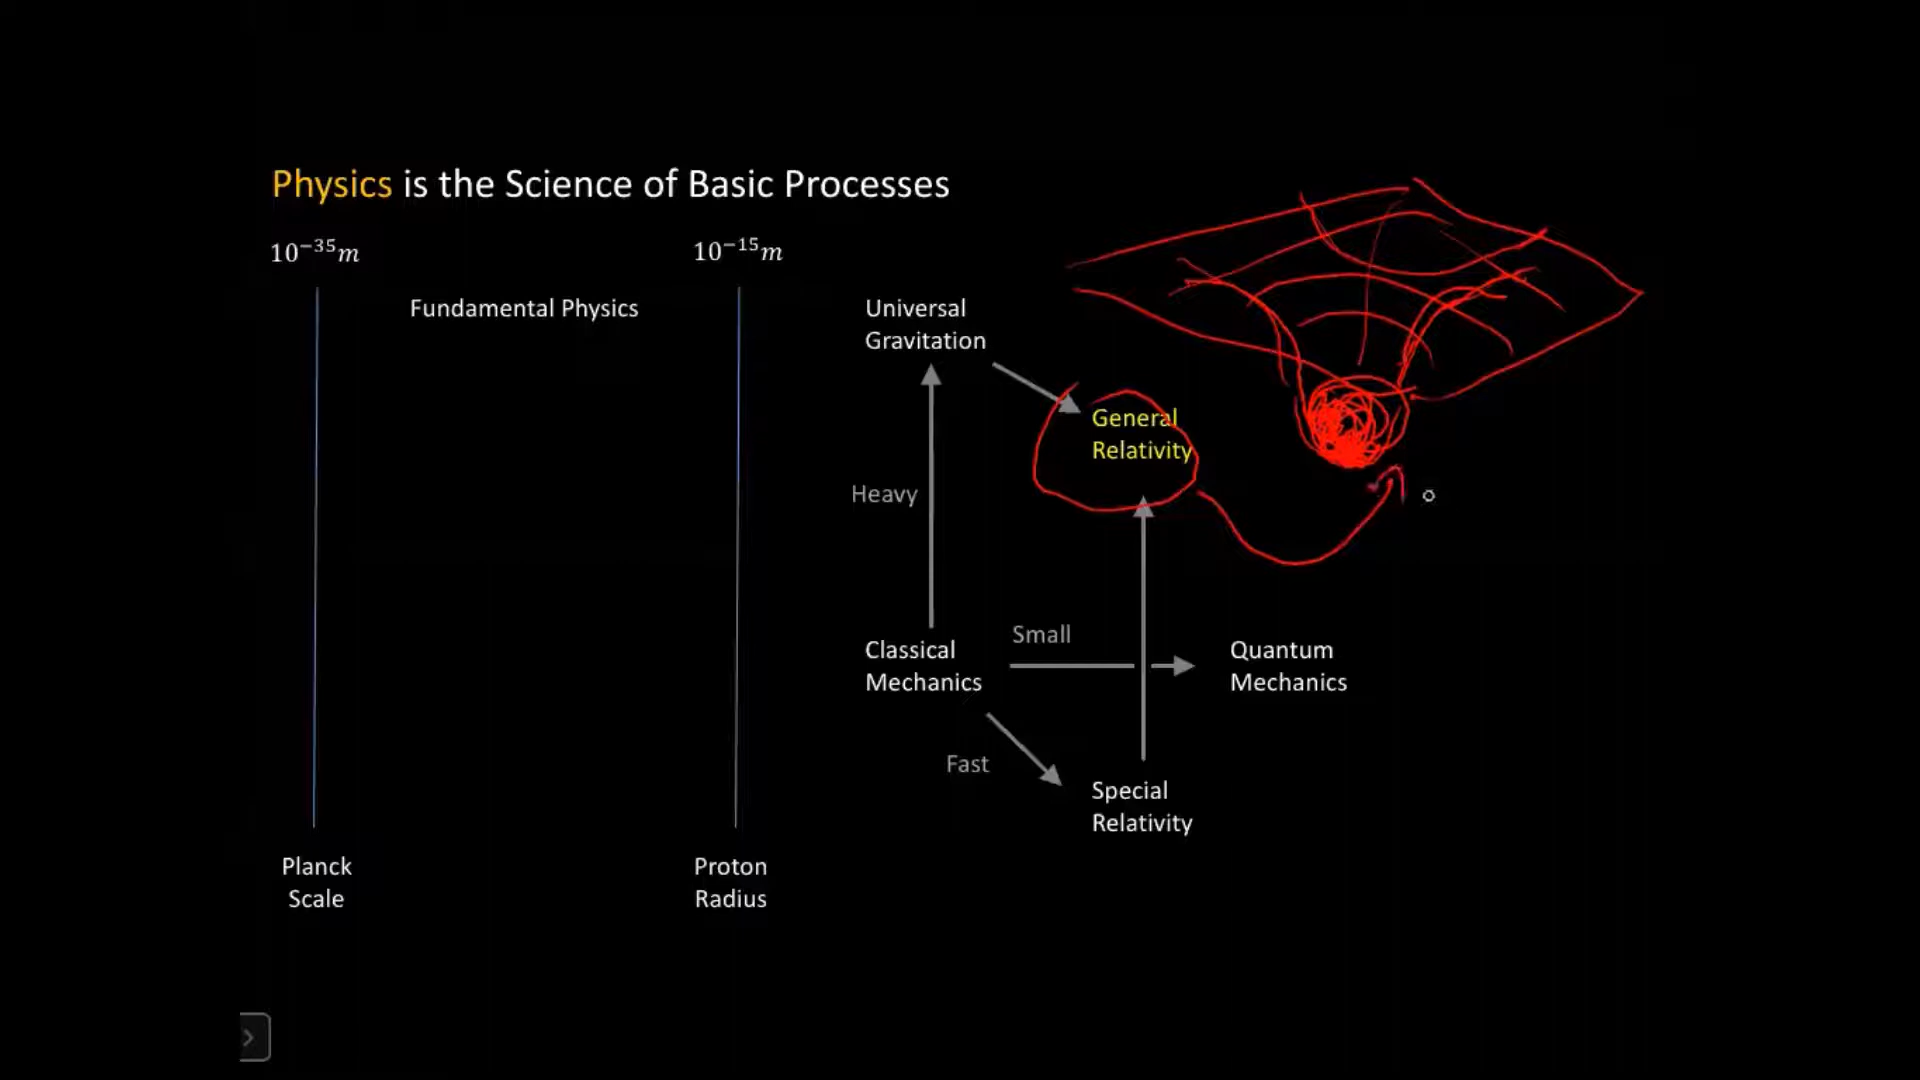 Physics is the Science of Basic Processes
10⁻³⁵m
10⁻¹⁵m
Fundamental Physics
Universal
Gravitation
General
Relativity
Heavy
Small
Classical
Mechanics
Quantum
Mechanics
Fast
Special
Relativity
Planck
Scale
Proton
Radius